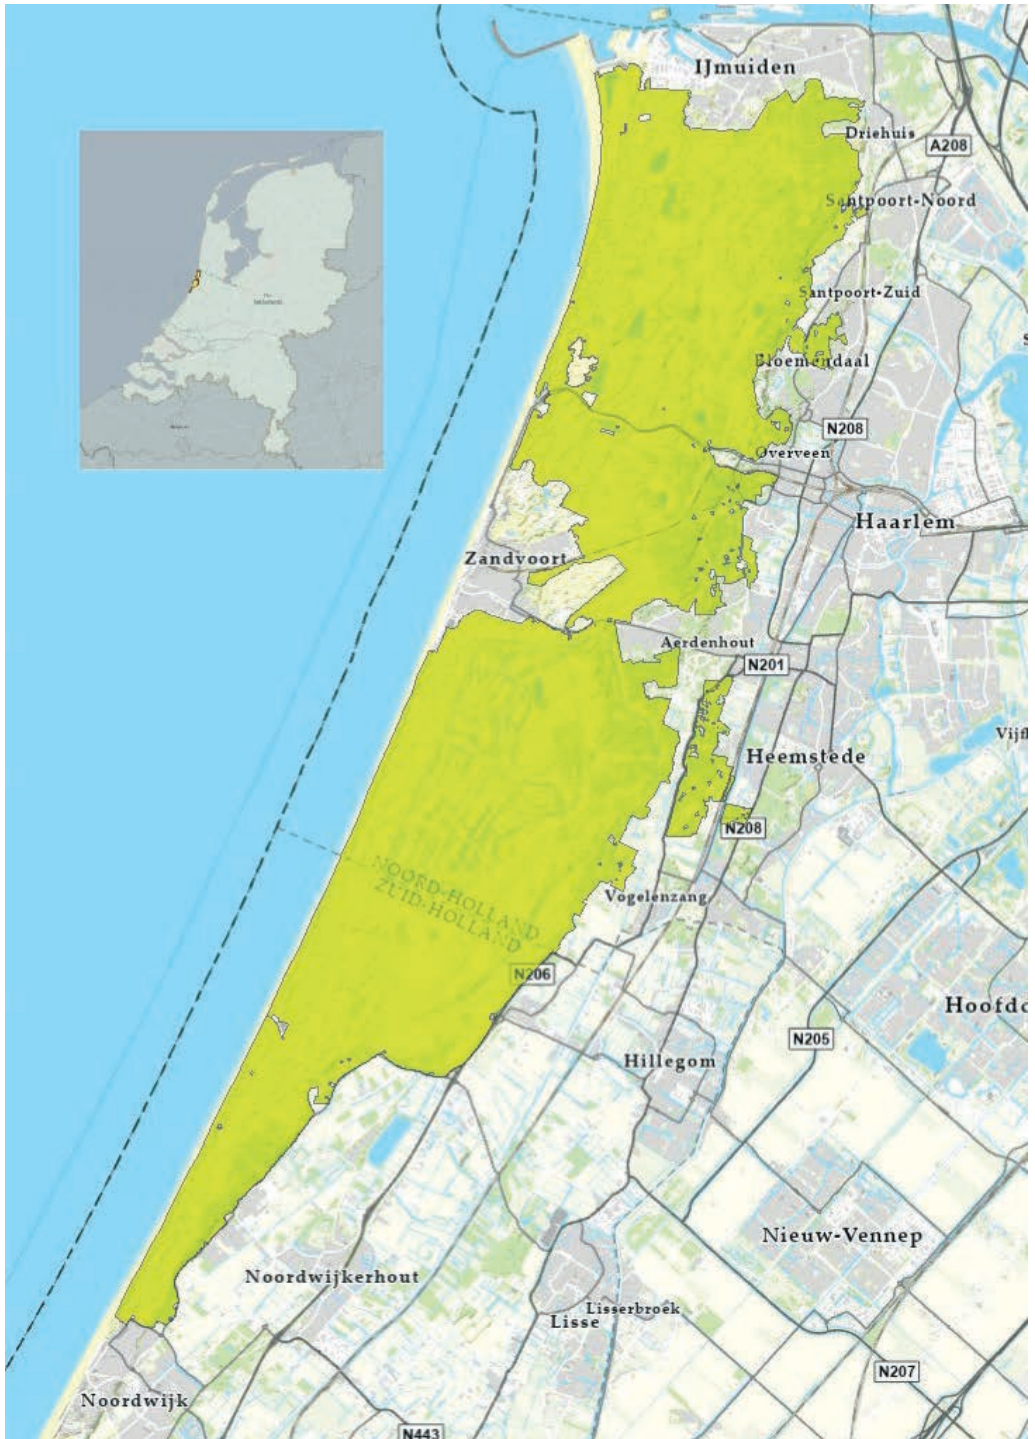 IJmuiden
Driehuis
A208
Santpoort-Noord
Santpoort-Zuid
Bloemendaal
N208
Overveen
Haarlem
Zandvoort
Aerdenhout
N201
Heemstede
N208
NOORD-HOLLAND
ZUID-HOLLAND
Vogelenzang
N206
Hoofddo
N205
Hillegom
Nieuw-Vennep
Noordwijkerhout
Lisserbroek
Lisse
N207
Noordwijk
N443